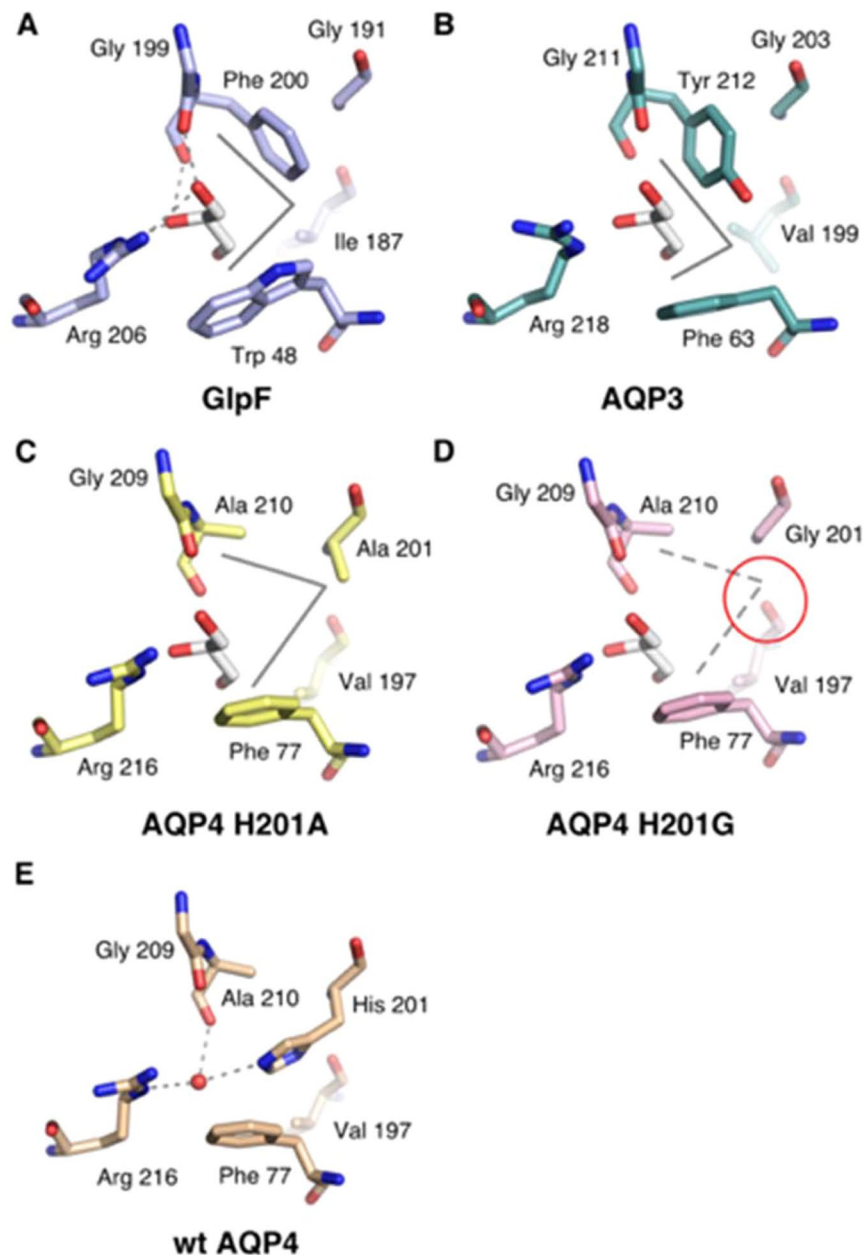 A
Gly 199
Phe 200
Gly 191
Ile 187
Arg 206
Trp 48
GlpF
B
Gly 211
Tyr 212
Gly 203
Val 199
Arg 218
Phe 63
AQP3
C
Gly 209
Ala 210
Ala 201
Val 197
Arg 216
Phe 77
AQP4 H201A
D
Gly 209
Ala 210
Gly 201
Val 197
Arg 216
Phe 77
AQP4 H201G
E
Gly 209
Ala 210
His 201
Val 197
Arg 216
Phe 77
wt AQP4